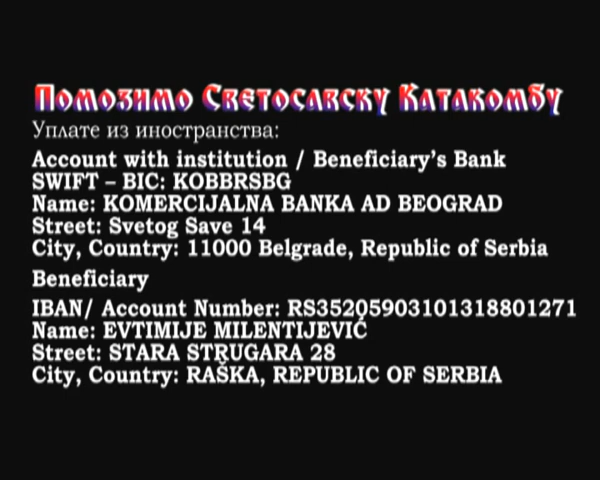 Помозимо Светосавску Катакомбу
Уплате из иностранства:
Account with institution / Beneficiary's Bank
SWIFT – BIC: KOBBRSBG
Name: KOMERCIJALNA BANKA AD BEOGRAD
Street: Svetog Save 14
City, Country: 11000 Belgrade, Republic of Serbia
Beneficiary
IBAN/ Account Number: RS35205903101318801271
Name: EVTIMIJE MILENTIJEVIĆ
Street: STARA STRUGARA 28
City, Country: RAŠKA, REPUBLIC OF SERBIA